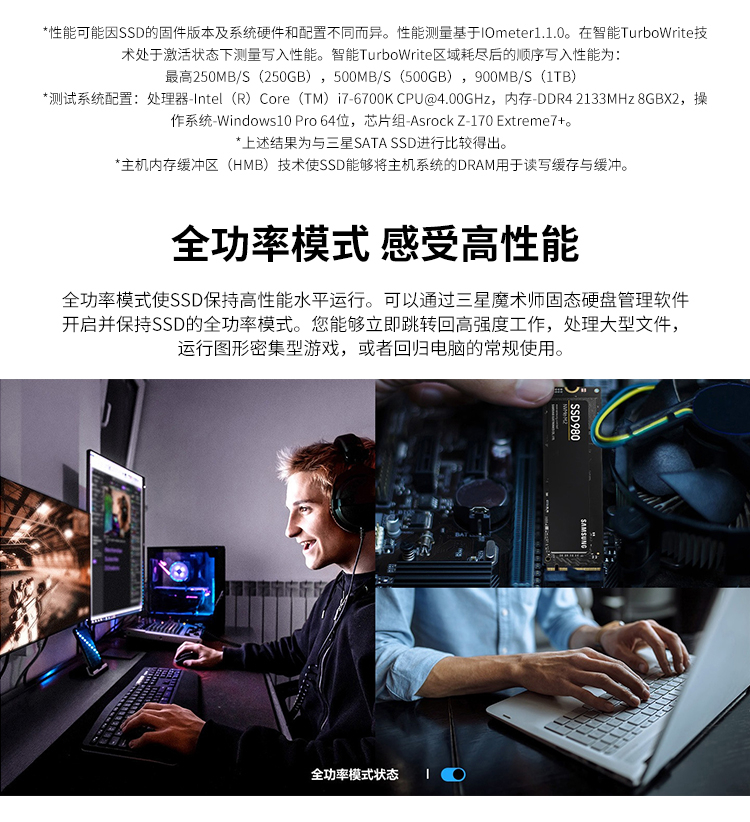 *性能可能因SSD的固件版本及系统硬件和配置不同而异。性能测量基于IOmeter1.1.0。在智能TurboWrite技
术处于激活状态下测量写入性能。智能TurboWrite区域耗尽后的顺序写入性能为：
最高250MB/S（250GB），500MB/S（500GB），900MB/S（1TB）
*测试系统配置：处理器-Intel（R）Core（TM）i7-6700K CPU@4.00GHz，内存-DDR4 2133MHz 8GBX2，操
作系统-Windows10 Pro 64位，芯片组-Asrock Z-170 Extreme7+。
*上述结果为与三星SATA SSD进行比较得出。
*主机内存缓冲区（HMB）技术使SSD能够将主机系统的DRAM用于读写缓存与缓冲。
全功率模式 感受高性能
全功率模式使SSD保持高性能水平运行。可以通过三星魔术师固态硬盘管理软件
开启并保持SSD的全功率模式。您能够立即跳转回高强度工作，处理大型文件，
运行图形密集型游戏，或者回归电脑的常规使用。
SSD 980
NVMe M.2
SAMSUNG
全功率模式状态 |